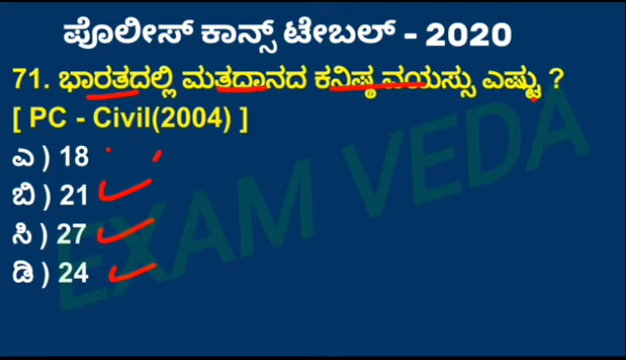 ಪೊಲೀಸ್ ಕಾನ್ಸ್ ಟೇಬಲ್ - 2020
71. ಭಾರತದಲ್ಲಿ ಮತದಾನದ ಕನಿಷ್ಠ ವಯಸ್ಸು ಎಷ್ಟು ?
[ PC - Civil(2004) ]
ಎ ) 18
ಬಿ ) 21
ಸಿ ) 27
ಡಿ ) 24
EXAM VEDA